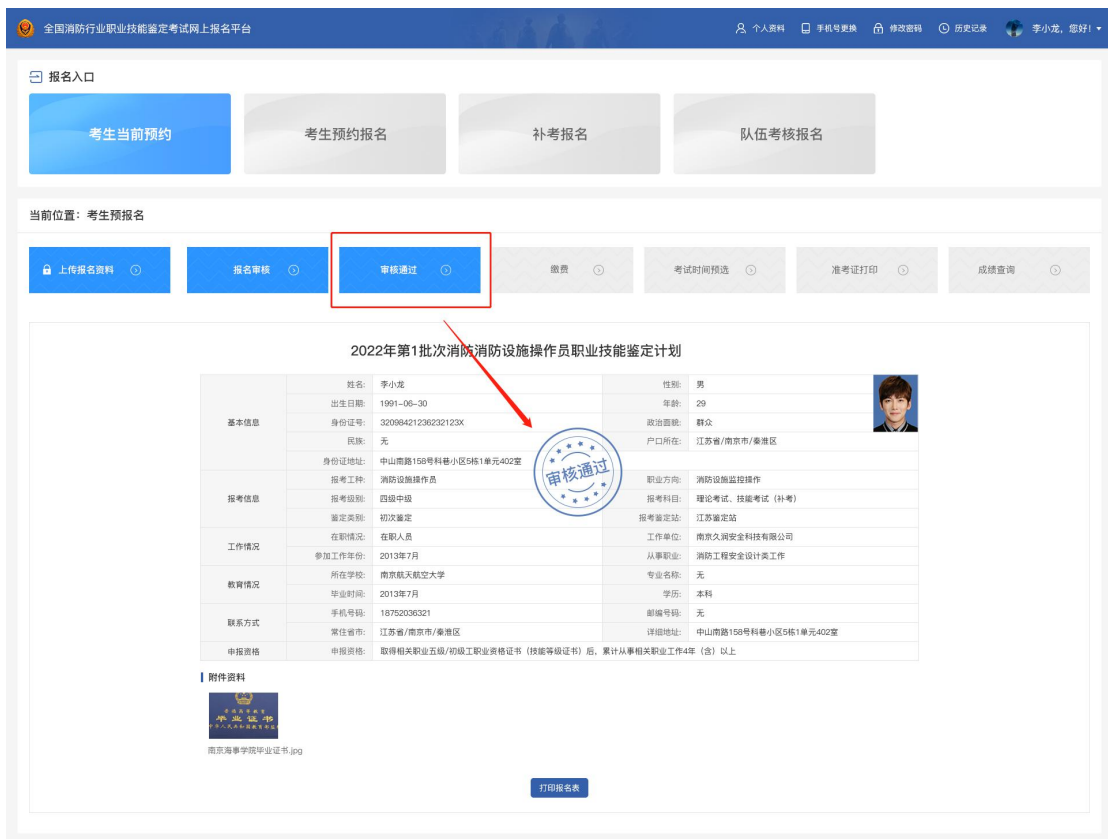 全国消防行业职业技能鉴定考试网上报名平台 个人资料 手机号更换 修改密码 历史记录 李小龙，您好！
报名入口
考生当前预约 考生预约报名 补考报名 队伍考核报名
当前位置：考生预报名
上传报名资料 报名审核 审核通过 缴费 考试时间预选 准考证打印 成绩查询
2022年第1批次消防消防设施操作员职业技能鉴定计划
基本信息
姓名: 李小龙 性别: 男
出生日期: 1991-06-30 年龄: 29
身份证号: 32098421236232123X 政治面貌: 群众
民族: 无 户口所在: 江苏省/南京市/秦淮区
身份证地址: 中山南路158号科巷小区5栋1单元402室
审核通过
报考信息
报考工种: 消防设施操作员 职业方向: 消防设施监控操作
报考级别: 四级中级 报考科目: 理论考试、技能考试（补考）
鉴定类别: 初次鉴定 报考鉴定站: 江苏鉴定站
工作情况
在职情况: 在职人员 工作单位: 南京久润安全科技有限公司
参加工作年份: 2013年7月 从事职业: 消防工程安全设计类工作
教育情况
所在学校: 南京航天航空大学 专业名称: 无
毕业时间: 2013年7月 学历: 本科
联系方式
手机号码: 18752036321 邮编号码: 无
常住省市: 江苏省/南京市/秦淮区 详细地址: 中山南路158号科巷小区5栋1单元402室
申报资格 申报资格: 取得相关职业五级/初级工职业资格证书（技能等级证书）后，累计从事相关职业工作4年（含）以上
附件资料
毕业证书
南京海事学院毕业证书.jpg
打印报名表